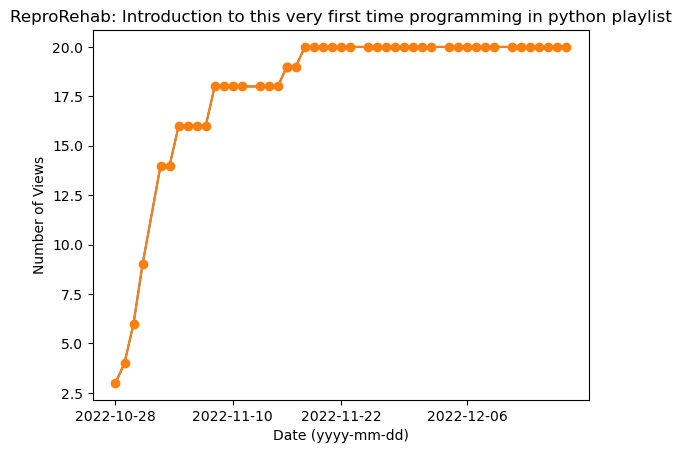 ReproRehab: Introduction to this very first time programming in python playlist
20.0
17.5
15.0
12.5
10.0
7.5
5.0
2.5
Number of Views
2022-10-28 2022-11-10 2022-11-22 2022-12-06
Date (yyyy-mm-dd)